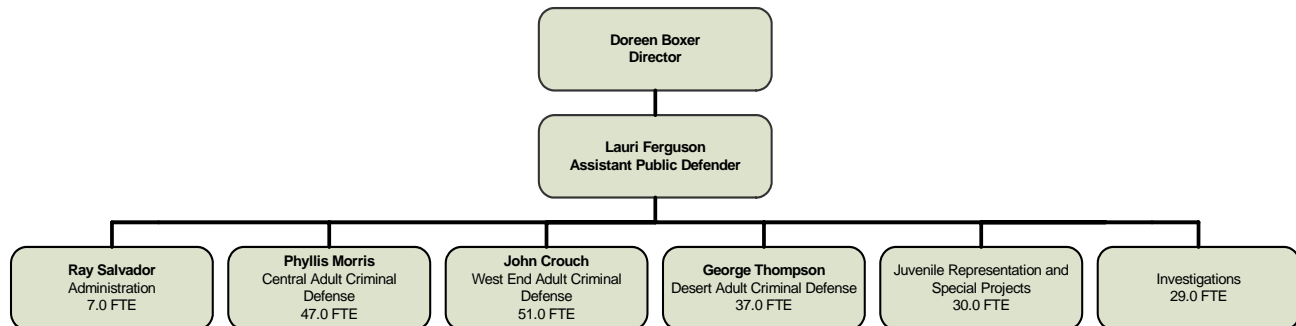 Doreen Boxer
Director
Lauri Ferguson
Assistant Public Defender
Ray Salvador
Administration
7.0 FTE
Phyllis Morris
Central Adult Criminal
Defense
47.0 FTE
John Crouch
West End Adult Criminal
Defense
51.0 FTE
George Thompson
Desert Adult Criminal Defense
37.0 FTE
Juvenile Representation and
Special Projects
30.0 FTE
Investigations
29.0 FTE